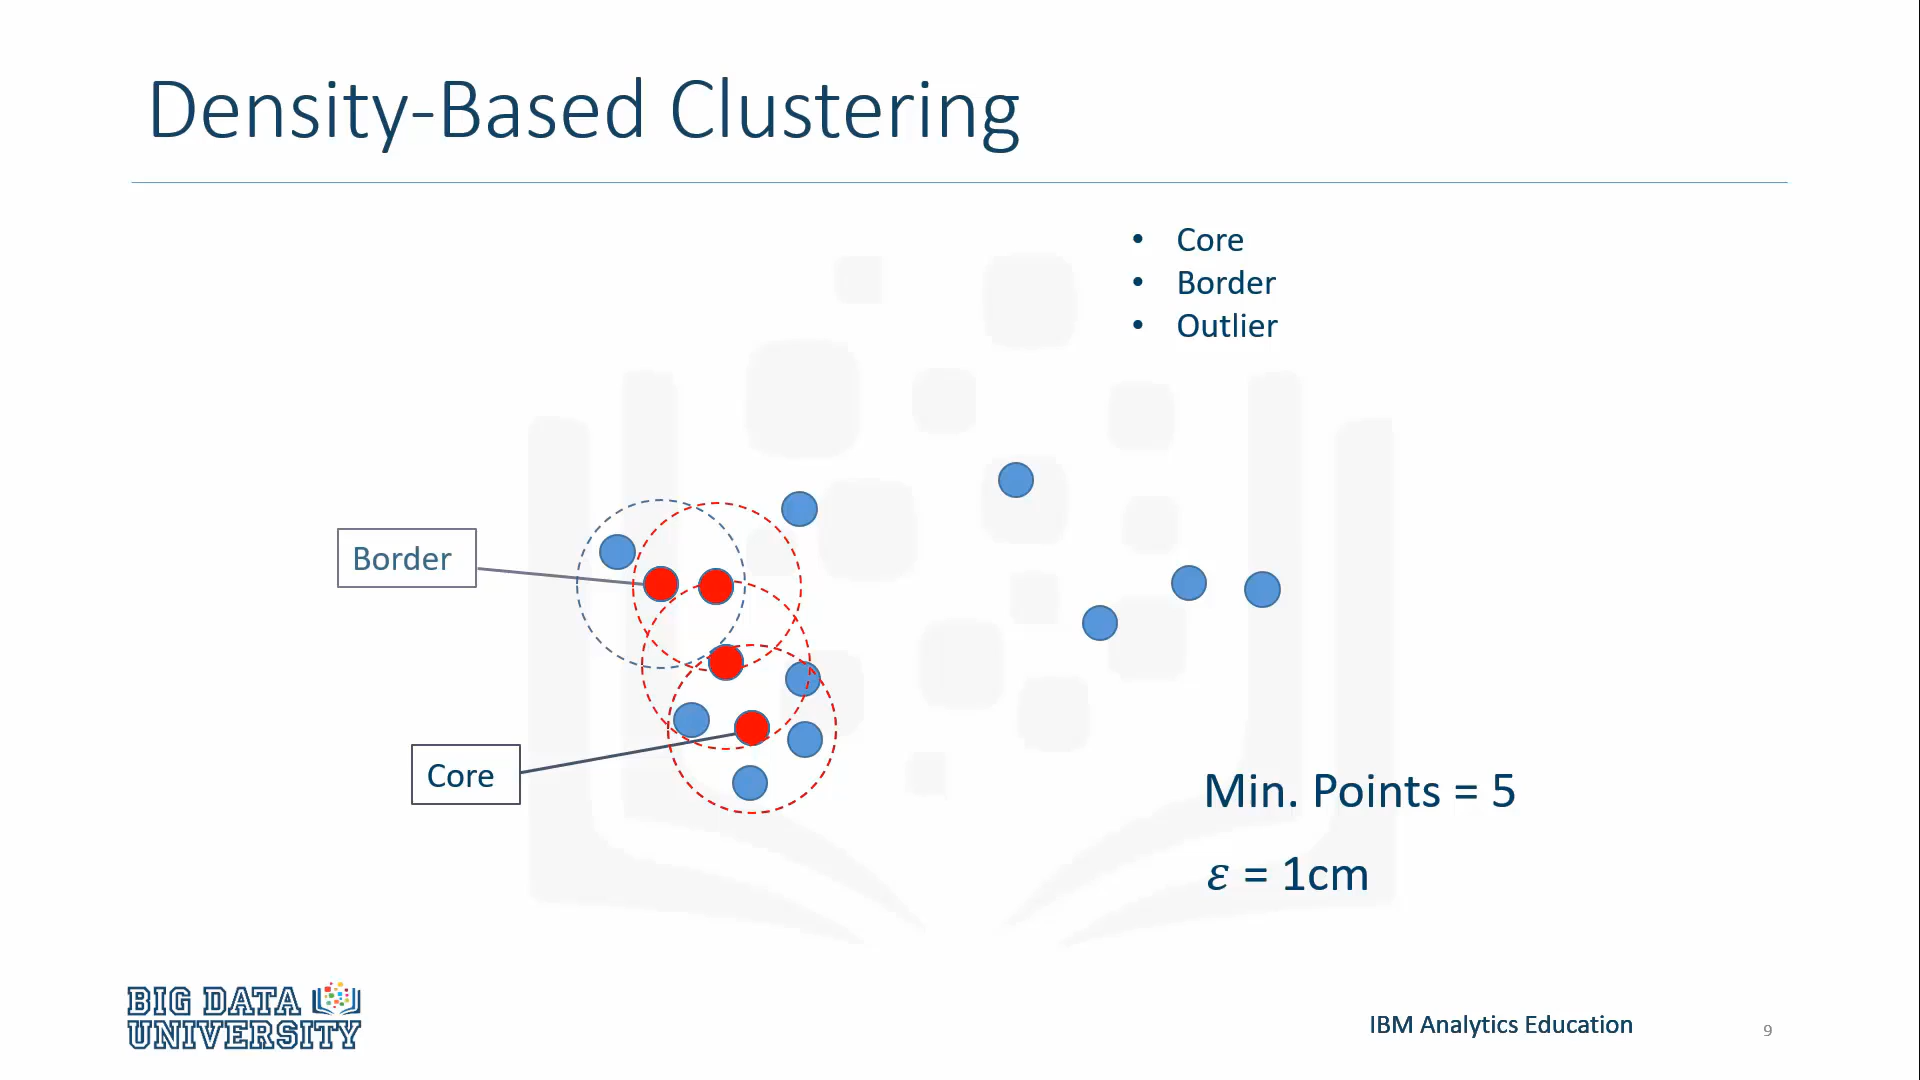 Density-Based Clustering
• Core
• Border
• Outlier
Border
Core
Min. Points = 5
ε = 1cm
BIG DATA
UNIVERSITY
IBM Analytics Education
9